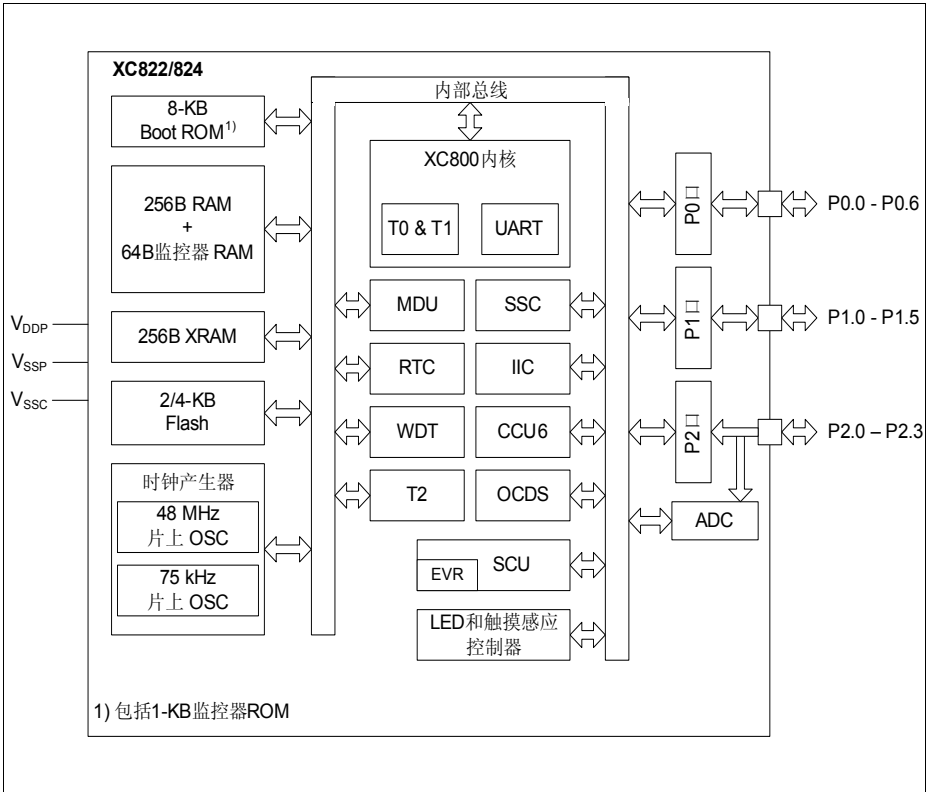 XC822/824
内部总线
8-KB
Boot ROM1)
256B RAM
+
64B监控器 RAM
256B XRAM
2/4-KB
Flash
时钟产生器
48 MHz
片上 OSC
75 kHz
片上 OSC
VDDP
VSSP
VSSC
XC800内核
T0 & T1
UART
MDU
SSC
RTC
IIC
WDT
CCU6
T2
OCDS
SCU
EVR
LED和触摸感应
控制器
P0口
P0.0 - P0.6
P1口
P1.0 - P1.5
P2口
P2.0 – P2.3
ADC
1) 包括1-KB监控器ROM